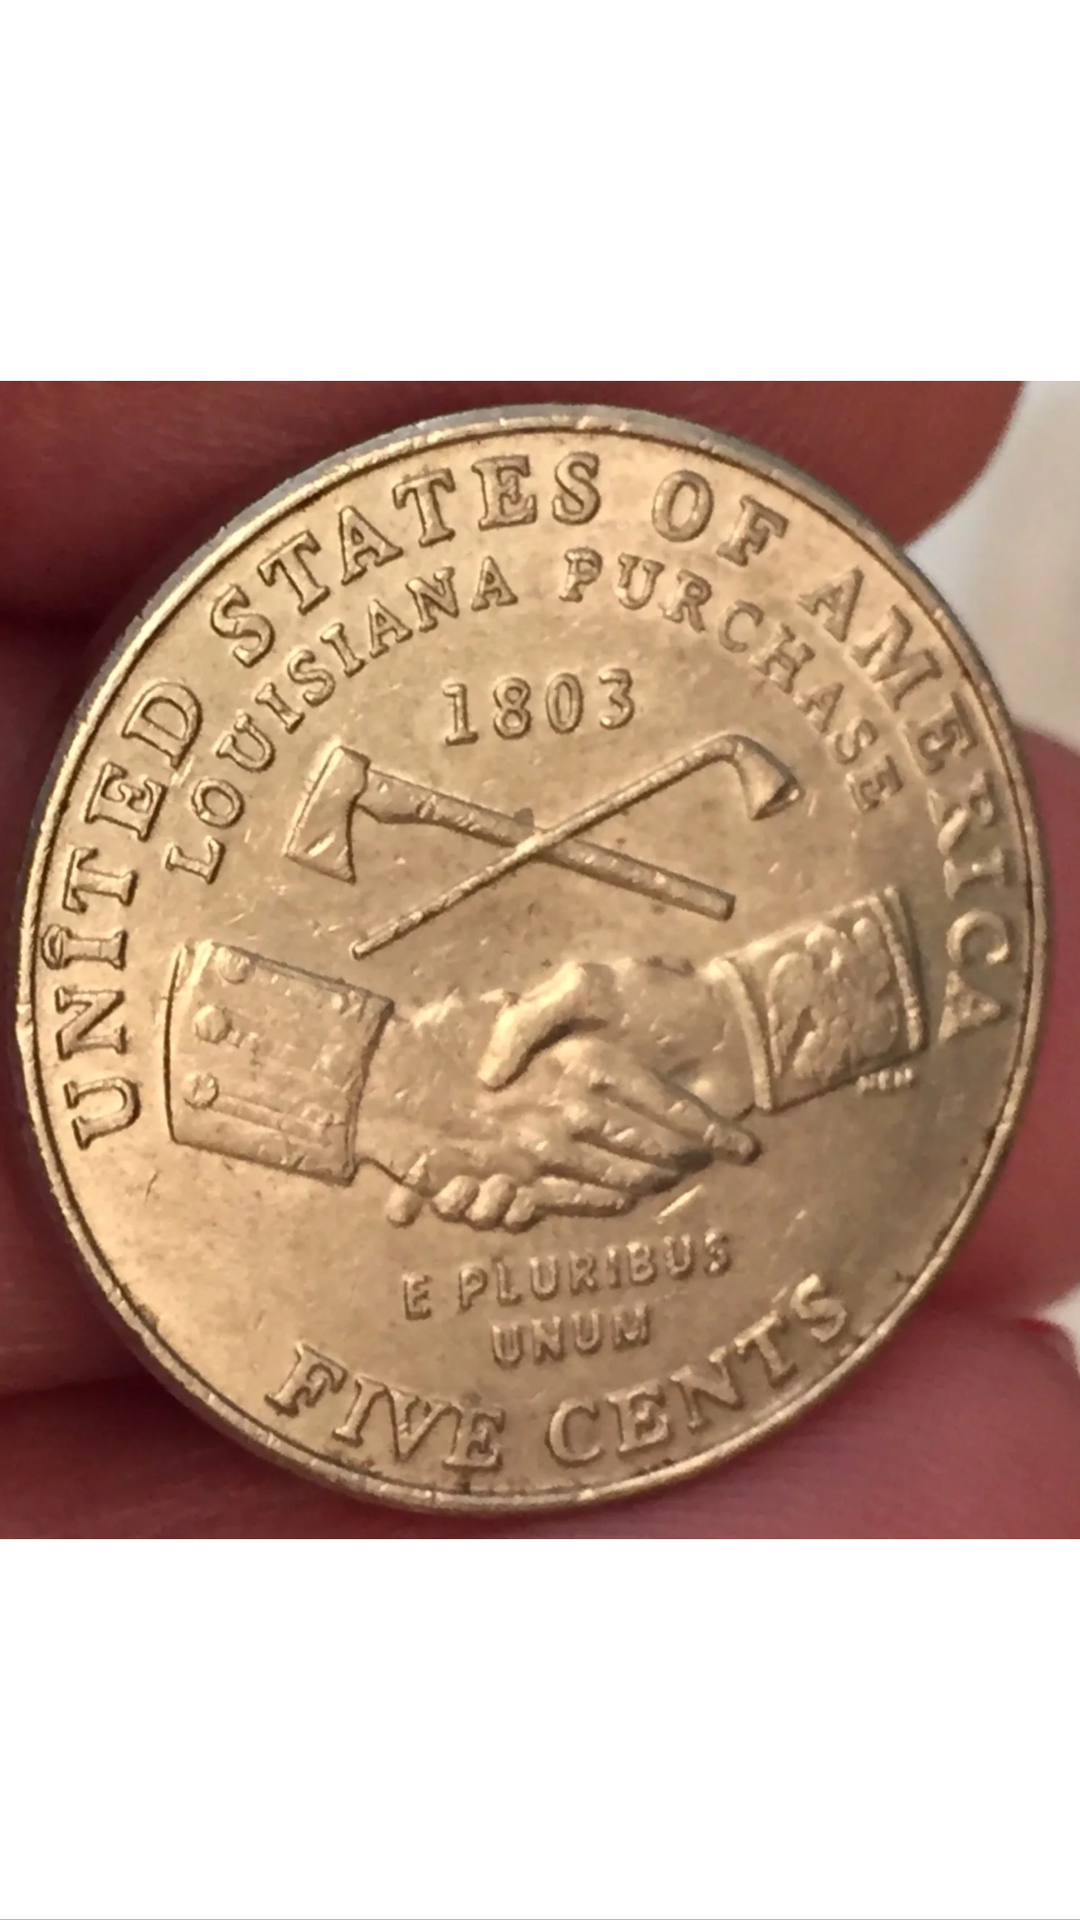 UNITED STATES OF AMERICA
LOUISIANA PURCHASE
1803
E PLURIBUS
UNUM
FIVE CENTS